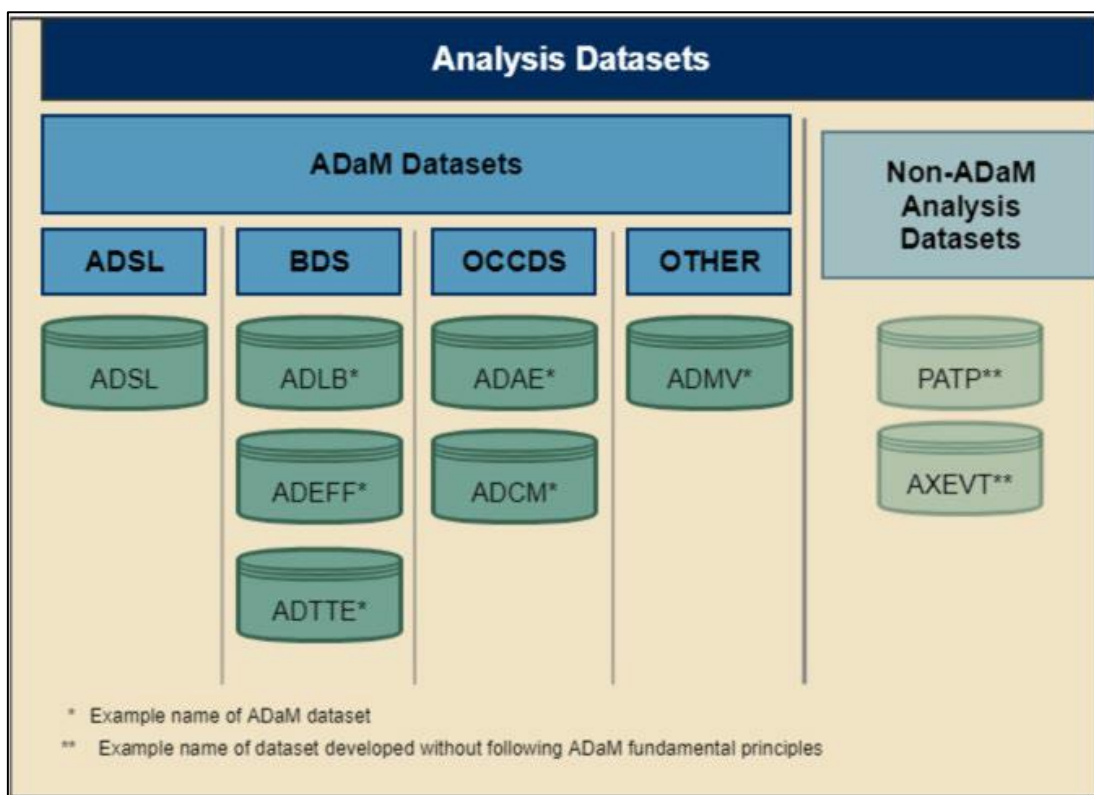 Analysis Datasets
ADaM Datasets
Non-ADaM
Analysis
Datasets
ADSL
BDS
OCCDS
OTHER
ADSL
ADLB*
ADAE*
ADMV*
PATP**
ADEFF*
ADCM*
AXEVT**
ADTTE*
* Example name of ADaM dataset
** Example name of dataset developed without following ADaM fundamental principles